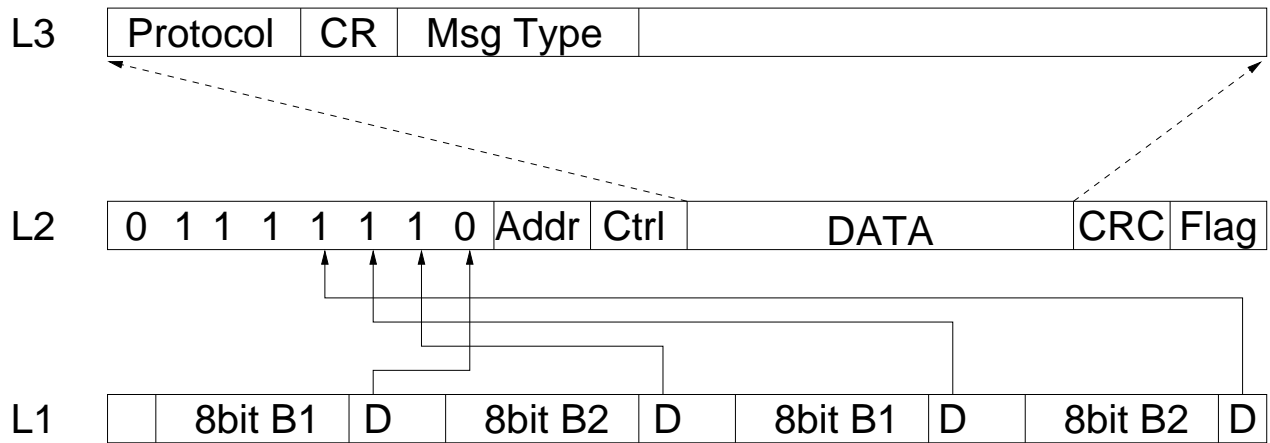 L3 Protocol CR Msg Type
L2 0 1 1 1 1 1 1 0 Addr Ctrl DATA CRC Flag
L1 8bit B1 D 8bit B2 D 8bit B1 D 8bit B2 D